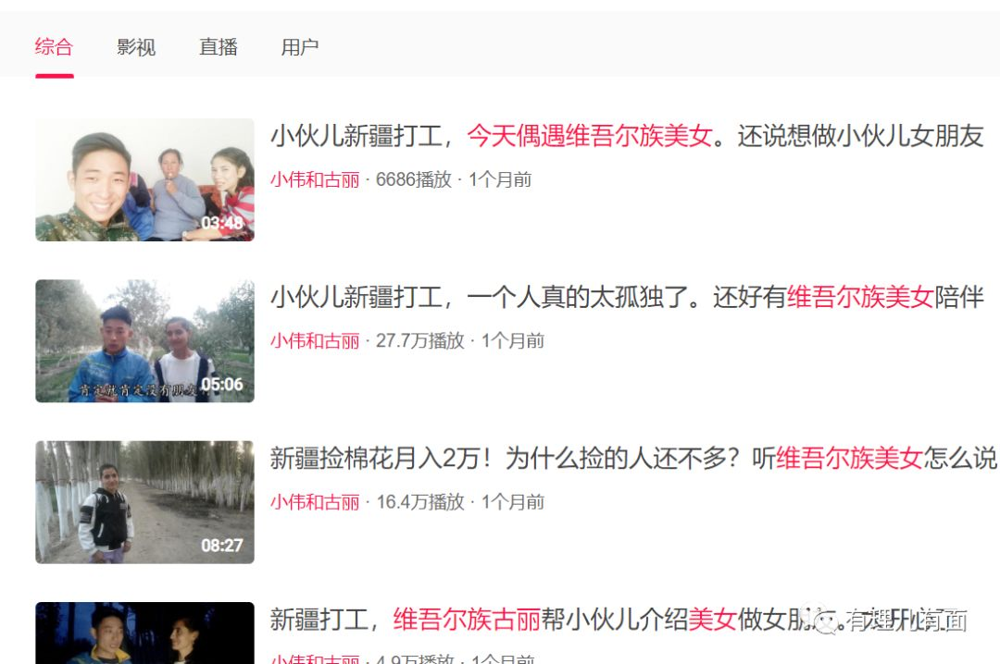 综合 影视 直播 用户
小伙儿新疆打工，今天偶遇维吾尔族美女。还说想做小伙儿女朋友
小伟和古丽 · 6686播放 · 1个月前
03:48
小伙儿新疆打工，一个人真的太孤独了。还好有维吾尔族美女陪伴
小伟和古丽 · 27.7万播放 · 1个月前
肯定就肯定没有朋友
05:06
新疆捡棉花月入2万！为什么捡的人还不多？听维吾尔族美女怎么说
小伟和古丽 · 16.4万播放 · 1个月前
08:27
新疆打工，维吾尔族古丽帮小伙儿介绍美女做女朋友。
有理儿有面
小伟和古丽 · 4.9万播放 · 1个月前